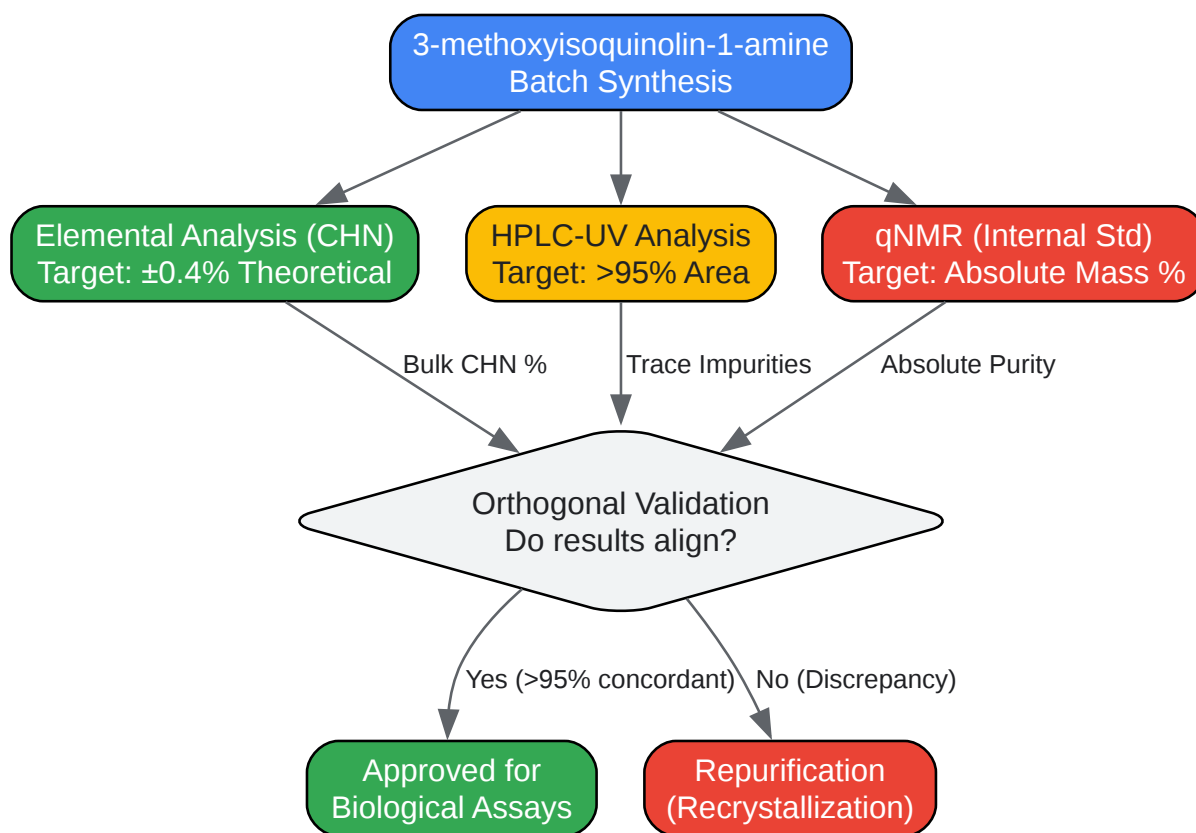 3-methoxyisoquinolin-1-amine
Batch Synthesis
Elemental Analysis (CHN)
Target: ±0.4% Theoretical
HPLC-UV Analysis
Target: >95% Area
qNMR (Internal Std)
Target: Absolute Mass %
Bulk CHN %
Trace Impurities
Absolute Purity
Orthogonal Validation
Do results align?
Yes (>95% concordant)
No (Discrepancy)
Approved for
Biological Assays
Repurification
(Recrystallization)